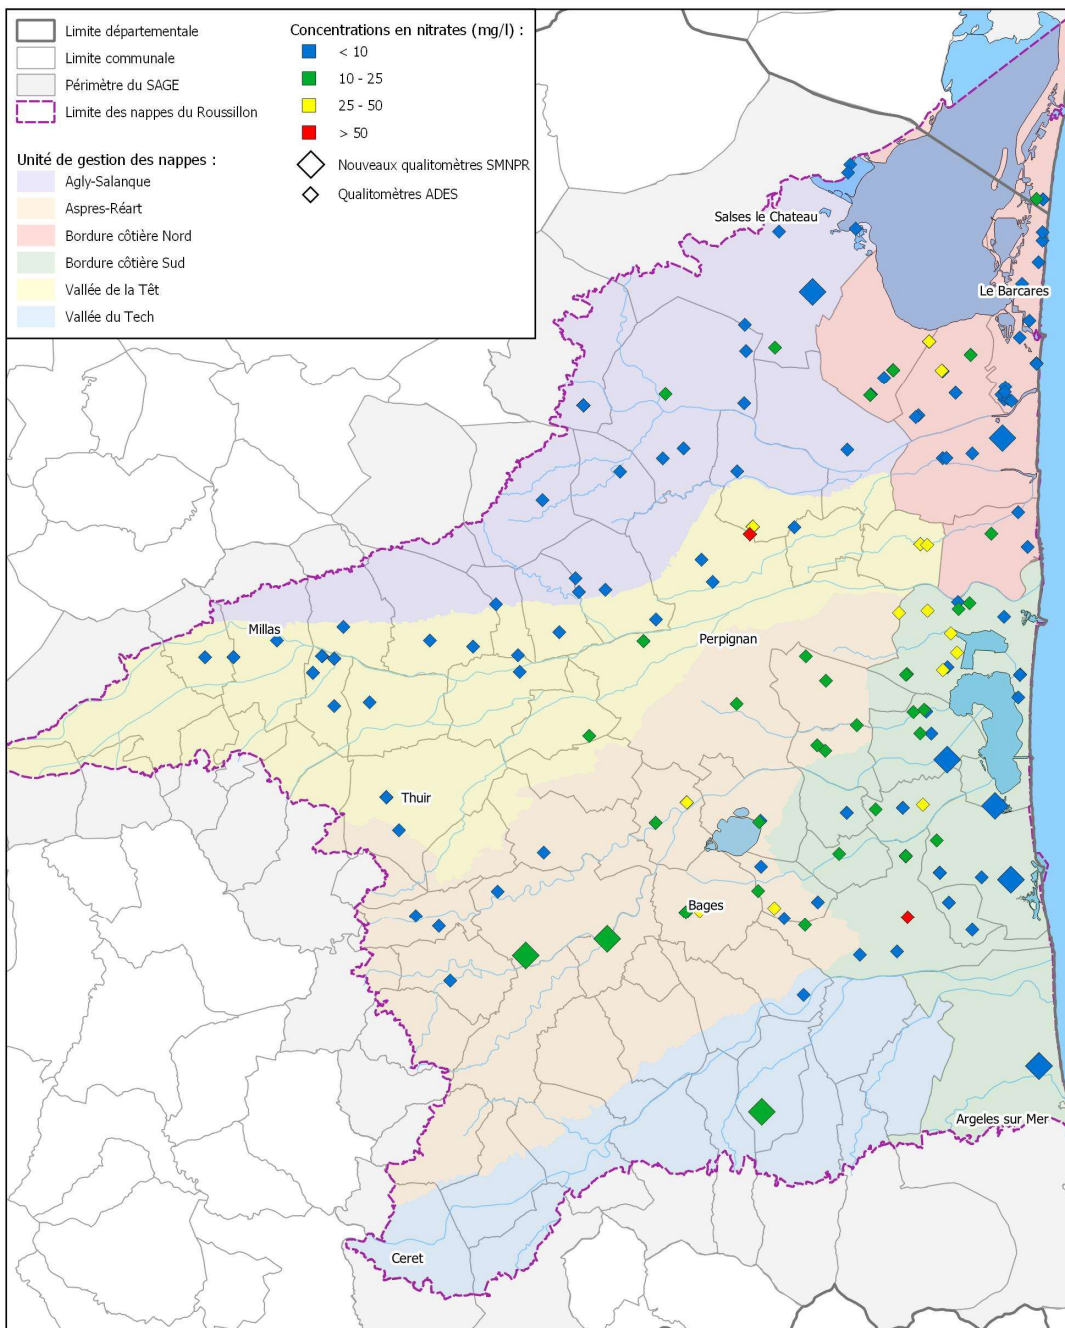 Limite départementale
Limite communale
Périmètre du SAGE
Limite des nappes du Roussillon
Unité de gestion des nappes :
Agly-Salanque
Aspres-Réart
Bordure côtière Nord
Bordure côtière Sud
Vallée de la Têt
Vallée du Tech
Concentrations en nitrates (mg/l) :
< 10
10 - 25
25 - 50
> 50
Nouveaux qualitomètres SMNPR
Qualitomètres ADES
Salses le Chateau
Le Barcares
Millas
Perpignan
Thuir
Bages
Argeles sur Mer
Ceret